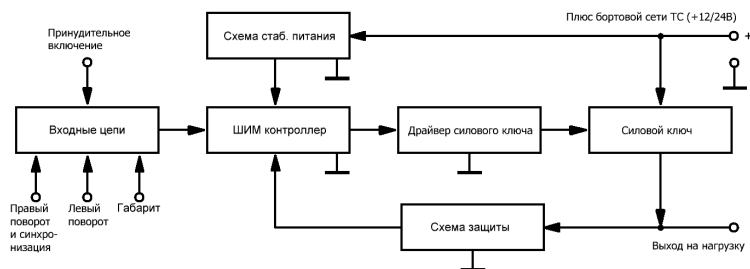 Плюс бортовой сети ТС (+12/24В)
Принудительное
включение
Схема стаб. питания
+
Входные цепи
ШИМ контроллер
Драйвер силового ключа
Силовой ключ
Правый
поворот
и синхро-
низация
Левый
поворот
Габарит
Схема защиты
Выход на нагрузку